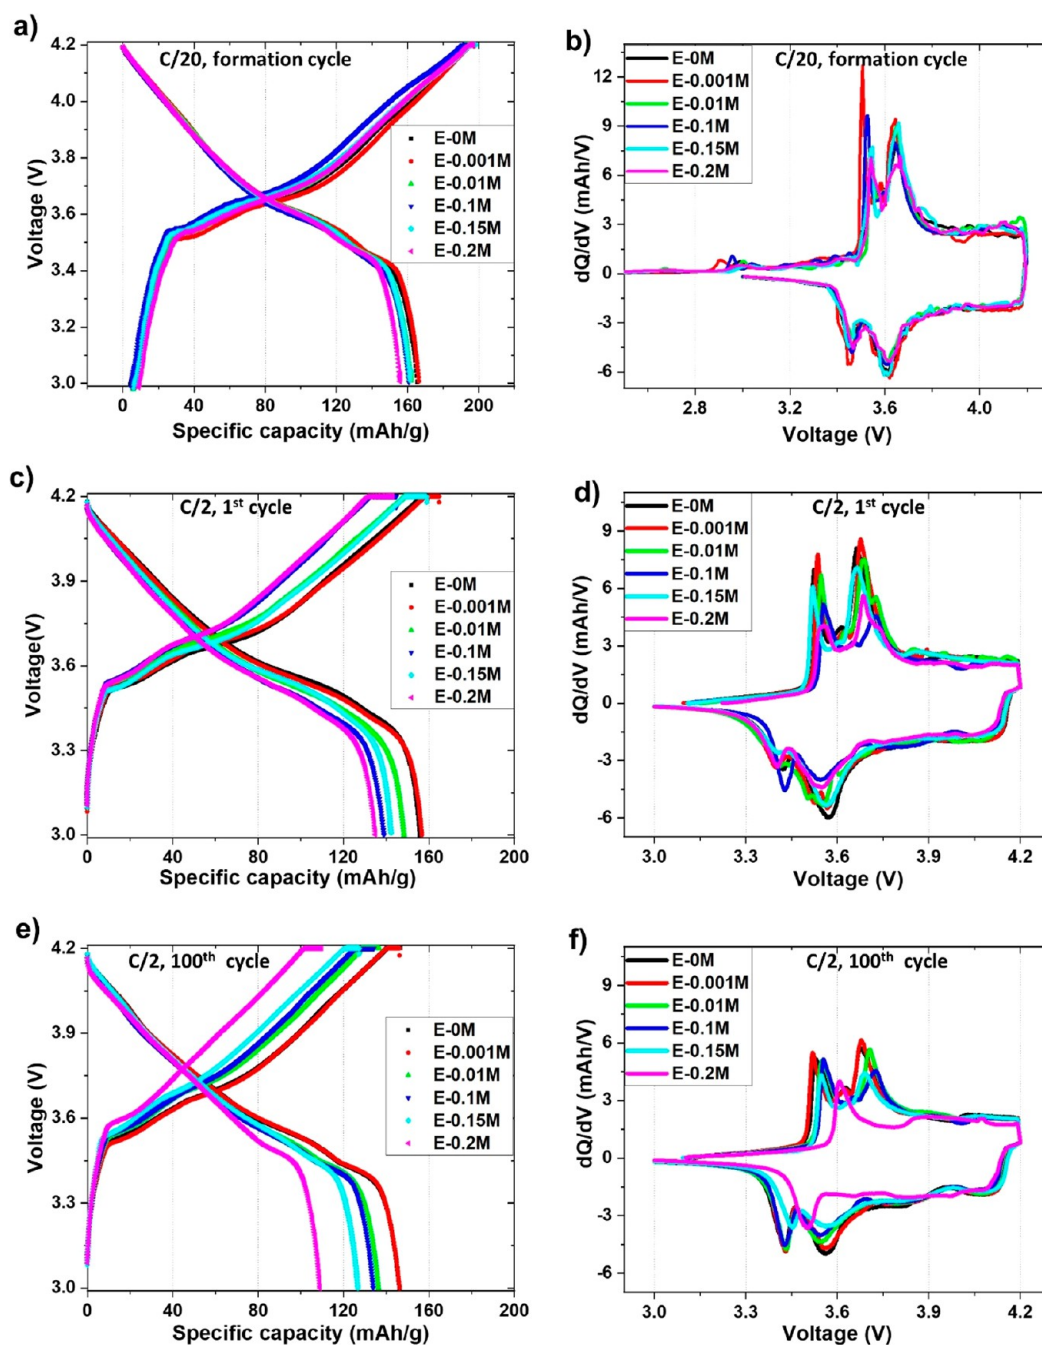 a)
C/20, formation cycle
4.2
4.0
3.8
3.6
3.4
3.2
3.0
Voltage (V)
E-0M
E-0.001M
E-0.01M
E-0.1M
E-0.15M
E-0.2M
0 40 80 120 160 200
Specific capacity (mAh/g)
b)
C/20, formation cycle
E-0M
E-0.001M
E-0.01M
E-0.1M
E-0.15M
E-0.2M
12
9
6
3
0
-3
-6
dQ/dV (mAh/V)
2.8 3.2 3.6 4.0
Voltage (V)
c)
C/2, 1st cycle
4.2
3.9
3.6
3.3
3.0
Voltage(V)
E-0M
E-0.001M
E-0.01M
E-0.1M
E-0.15M
E-0.2M
0 40 80 120 160 200
Specific capacity (mAh/g)
d)
C/2, 1st cycle
E-0M
E-0.001M
E-0.01M
E-0.1M
E-0.15M
E-0.2M
9
6
3
0
-3
-6
dQ/dV (mAh/V)
3.0 3.3 3.6 3.9 4.2
Voltage (V)
e)
C/2, 100th cycle
4.2
3.9
3.6
3.3
3.0
Voltage (V)
E-0M
E-0.001M
E-0.01M
E-0.1M
E-0.15M
E-0.2M
0 40 80 120 160 200
Specific capacity (mAh/g)
f)
C/2, 100th cycle
E-0M
E-0.001M
E-0.01M
E-0.1M
E-0.15M
E-0.2M
9
6
3
0
-3
-6
dQ/dV (mAh/V)
3.0 3.3 3.6 3.9 4.2
Voltage (V)